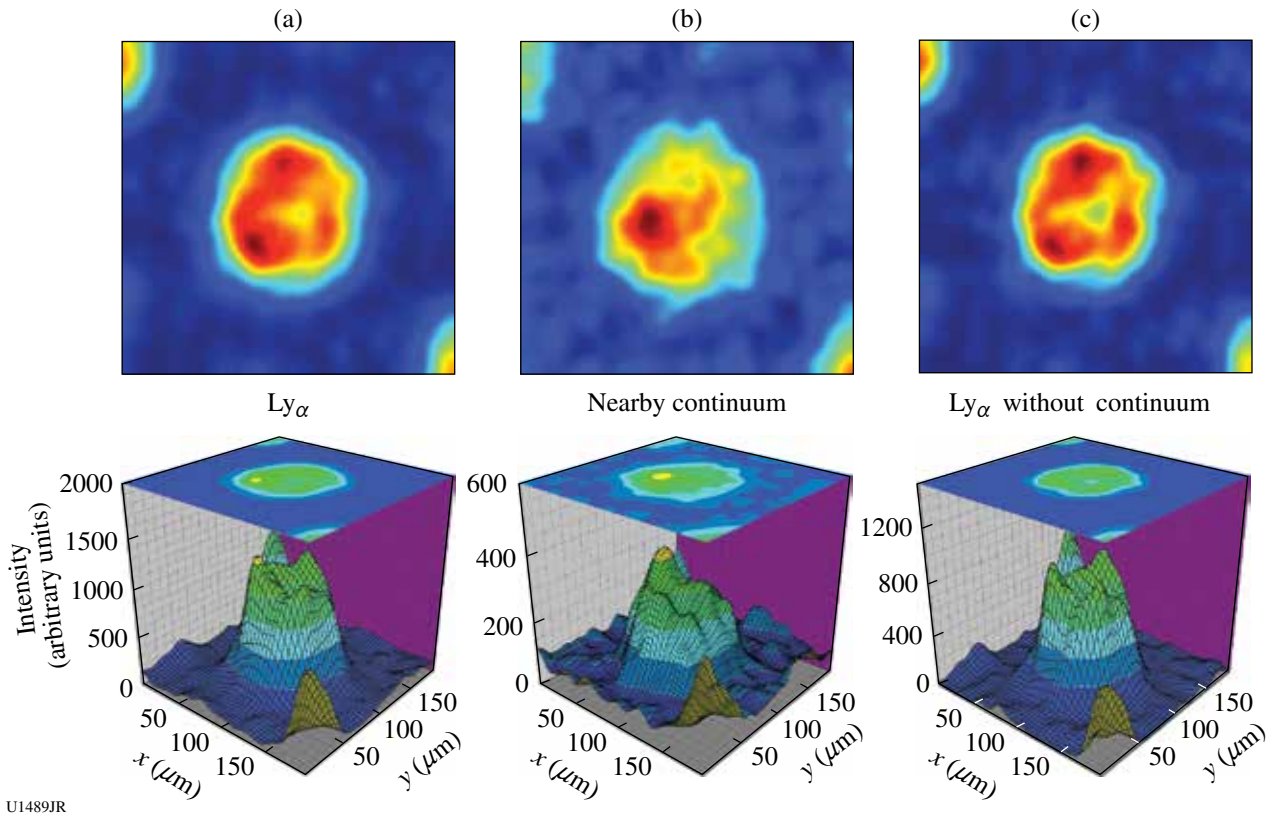 (a)
(b)
(c)
Lyα
Nearby continuum
Lyα without continuum
Intensity
(arbitrary units)
2000
1500
1000
500
0
50
100
150
x (μm)
50
100
150
y (μm)
600
400
200
0
50
100
150
x (μm)
50
100
150
y (μm)
1200
800
400
0
50
100
150
x (μm)
50
100
150
y (μm)
U1489JR